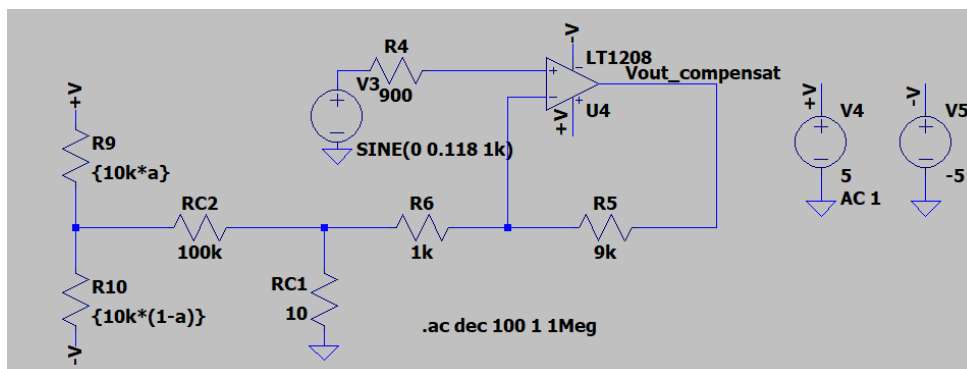 -V
R4
LT1208
Vout_compensat
V3
900
+V
U4
SINE(0 0.118 1k)
+V
V4
5
AC 1
-V
V5
-5
+V
R9
{10k*a}
RC2
100k
R6
1k
R5
9k
R10
{10k*(1-a)}
-V
RC1
10
.ac dec 100 1 1Meg